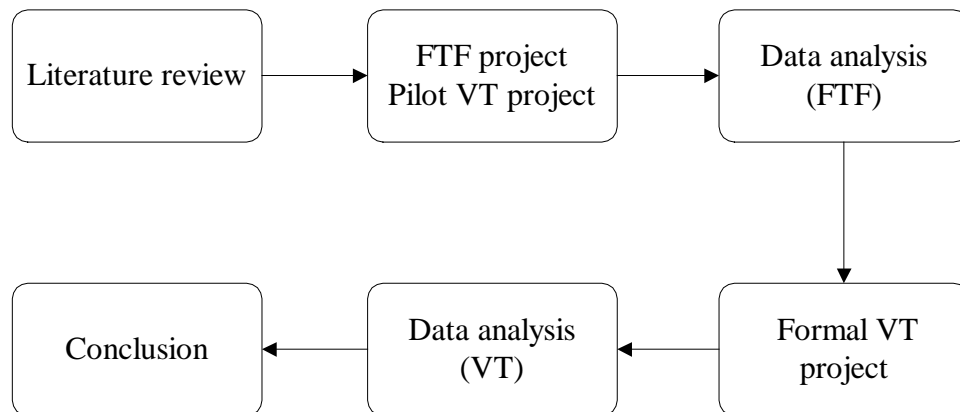 Literature review
FTF project
Pilot VT project
Data analysis
(FTF)
Formal VT
project
Data analysis
(VT)
Conclusion